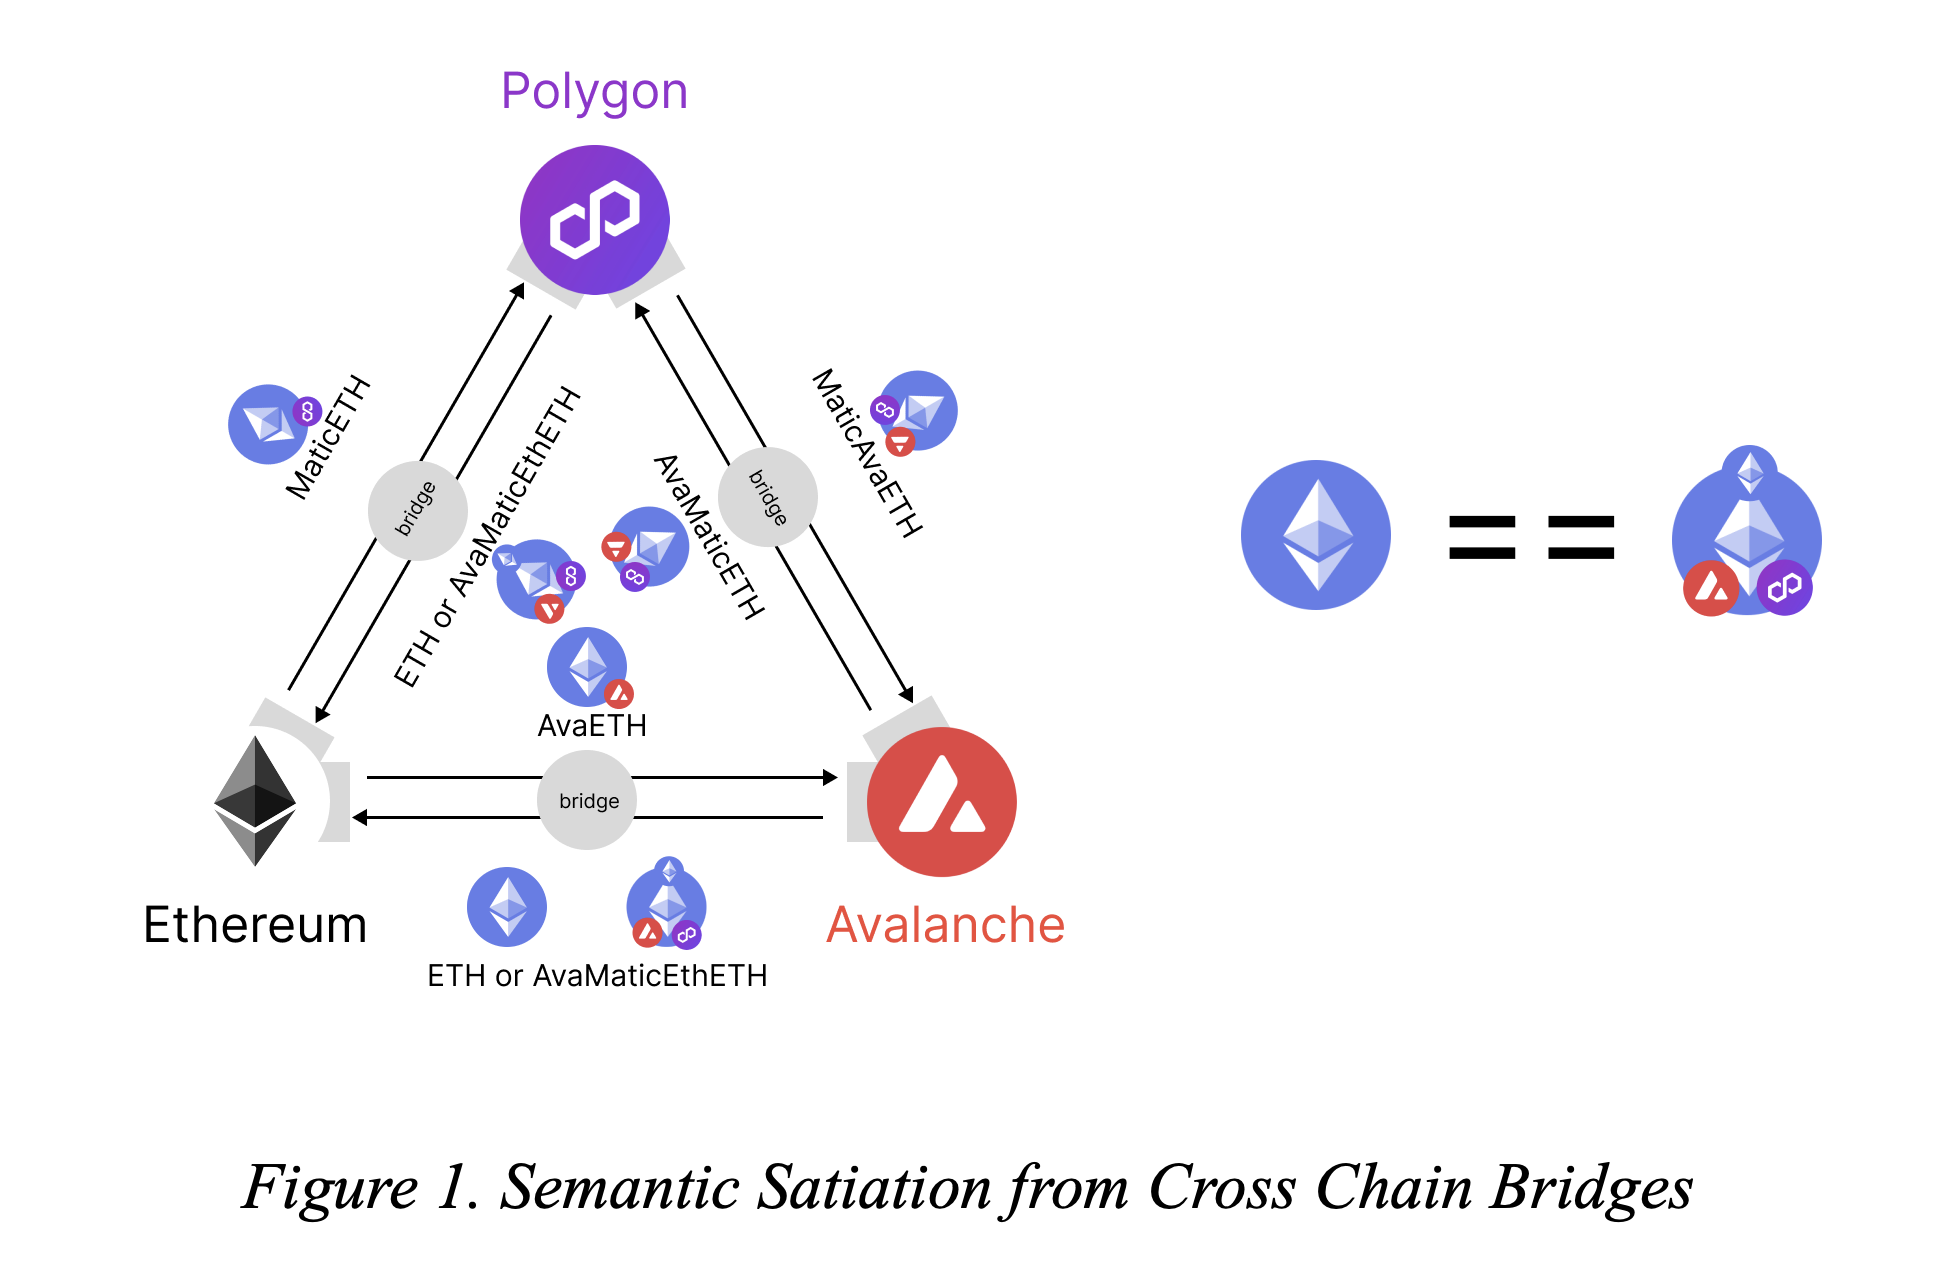 Polygon
MaticETH
bridge
ETH or AvaMaticEthETH
AvaMaticETH
bridge
MaticAvaETH
AvaETH
bridge
Ethereum
Avalanche
ETH or AvaMaticEthETH
==
Figure 1. Semantic Satiation from Cross Chain Bridges